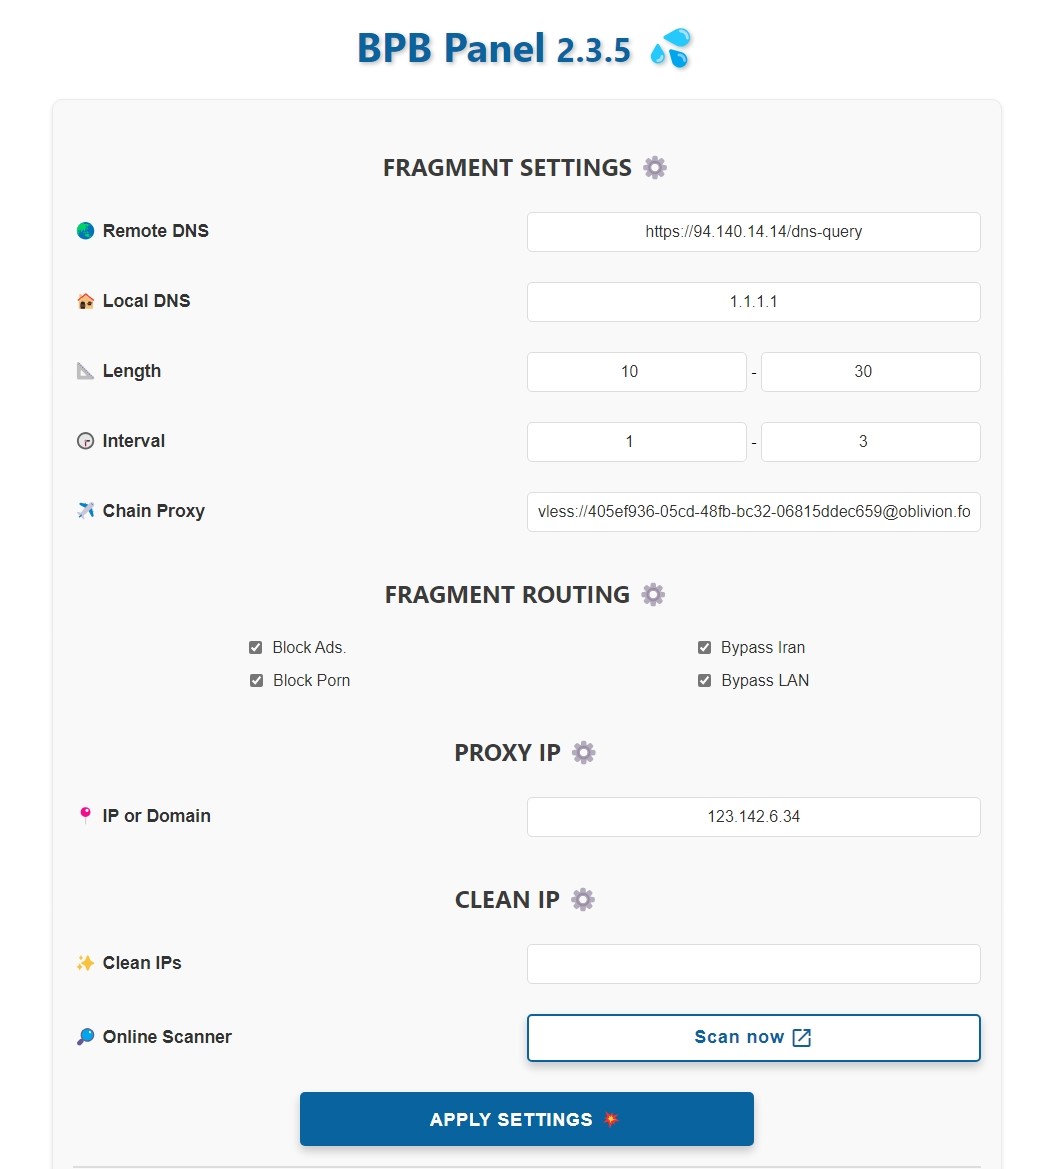 BPB Panel 2.3.5 💦
FRAGMENT SETTINGS ⚙️
🌏 Remote DNS https://94.140.14.14/dns-query
🏠 Local DNS 1.1.1.1
📐 Length 10 - 30
🕞 Interval 1 - 3
✈️ Chain Proxy vless://405ef936-05cd-48fb-bc32-06815ddec659@oblivion.fo
FRAGMENT ROUTING ⚙️
Block Ads. Bypass Iran
Block Porn Bypass LAN
PROXY IP ⚙️
📍 IP or Domain 123.142.6.34
CLEAN IP ⚙️
✨ Clean IPs
🔎 Online Scanner Scan now
APPLY SETTINGS 💥